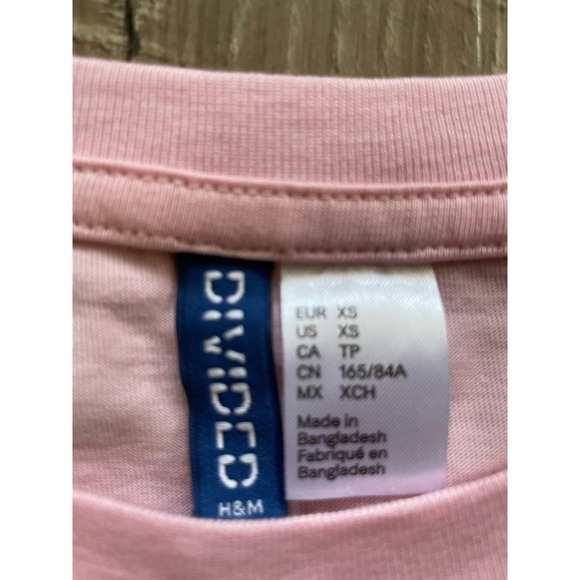 DIVIDED
H&M
EUR XS
US XS
CA TP
CN 165/84A
MX XCH
Made in
Bangladesh
Fabriqué en
Bangladesh